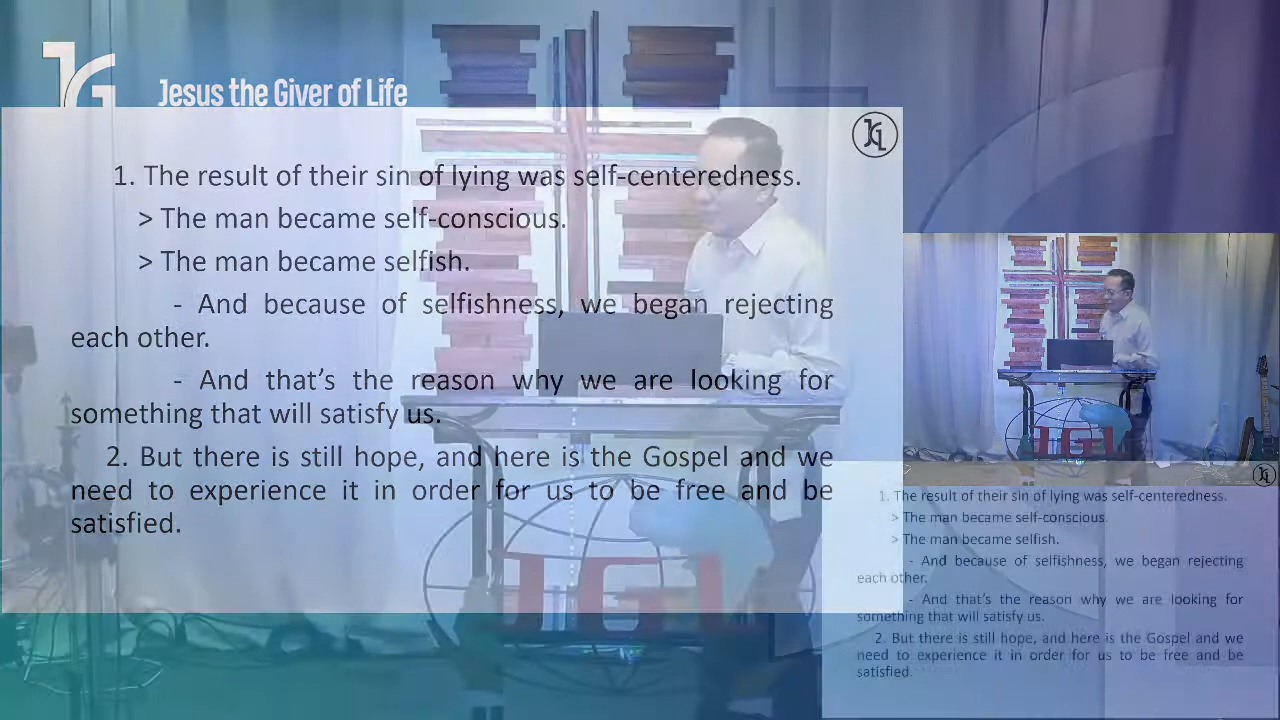 Jesus the Giver of Life
1. The result of their sin of lying was self-centeredness.
> The man became self-conscious.
> The man became selfish.
- And because of selfishness, we began rejecting
each other.
- And that's the reason why we are looking for
something that will satisfy us.
2. But there is still hope, and here is the Gospel and we
need to experience it in order for us to be free and be
satisfied.
JGL
JGL
1. The result of their sin of lying was self-centeredness.
> The man became self-conscious.
> The man became selfish.
- And because of selfishness, we began rejecting
each other.
- And that's the reason why we are looking for
something that will satisfy us.
2. But there is still hope, and here is the Gospel and we
need to experience it in order for us to be free and be
satisfied.